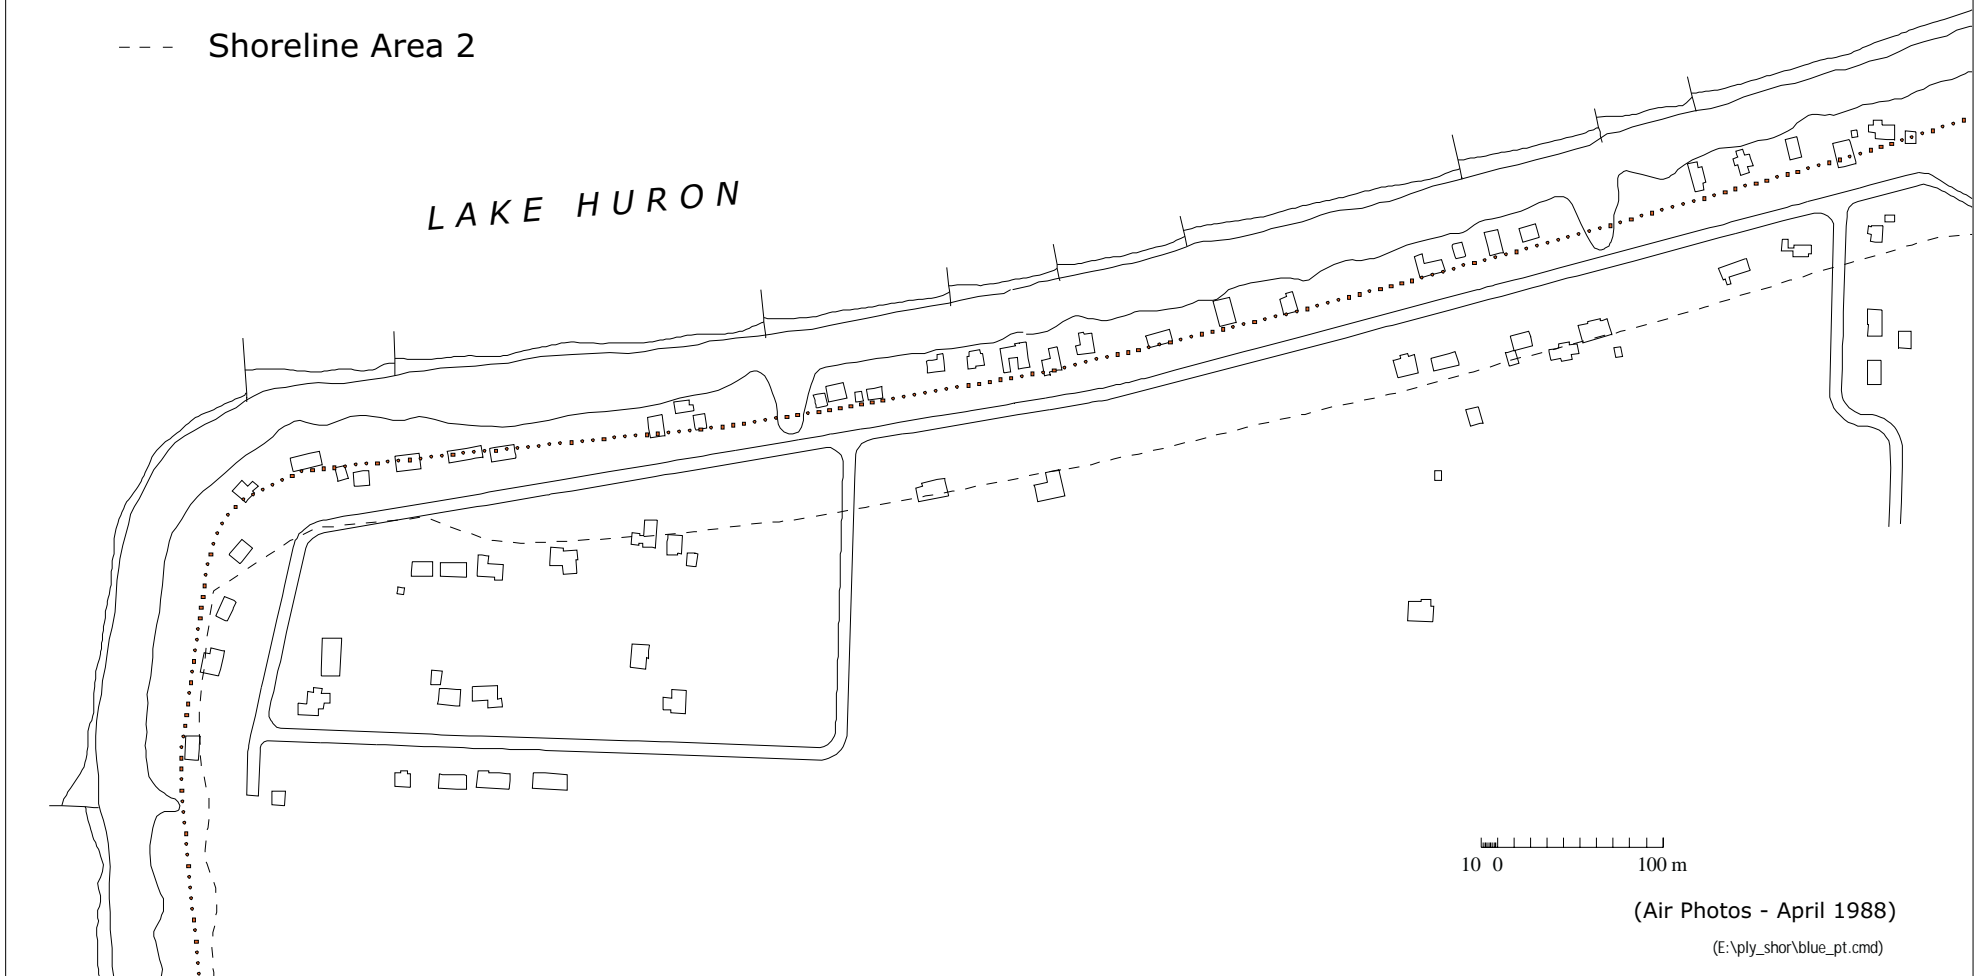 Shoreline Area 2
LAKE HURON
10 0 100 m
(Air Photos - April 1988)
(E:\ply_shor\blue_pt.cmd)